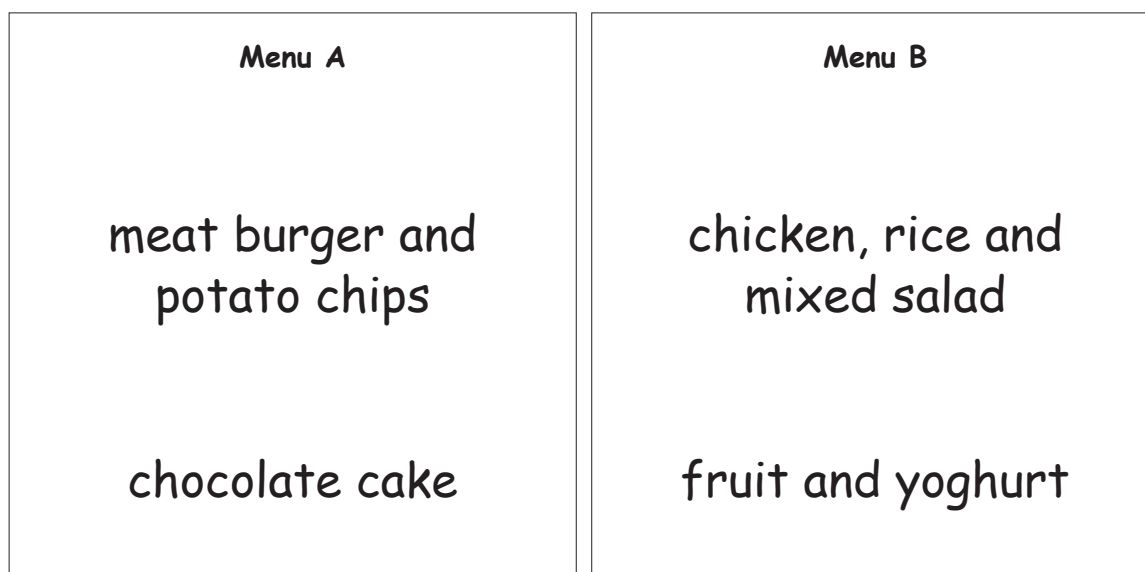 Menu A
meat burger and
potato chips
chocolate cake
Menu B
chicken, rice and
mixed salad
fruit and yoghurt